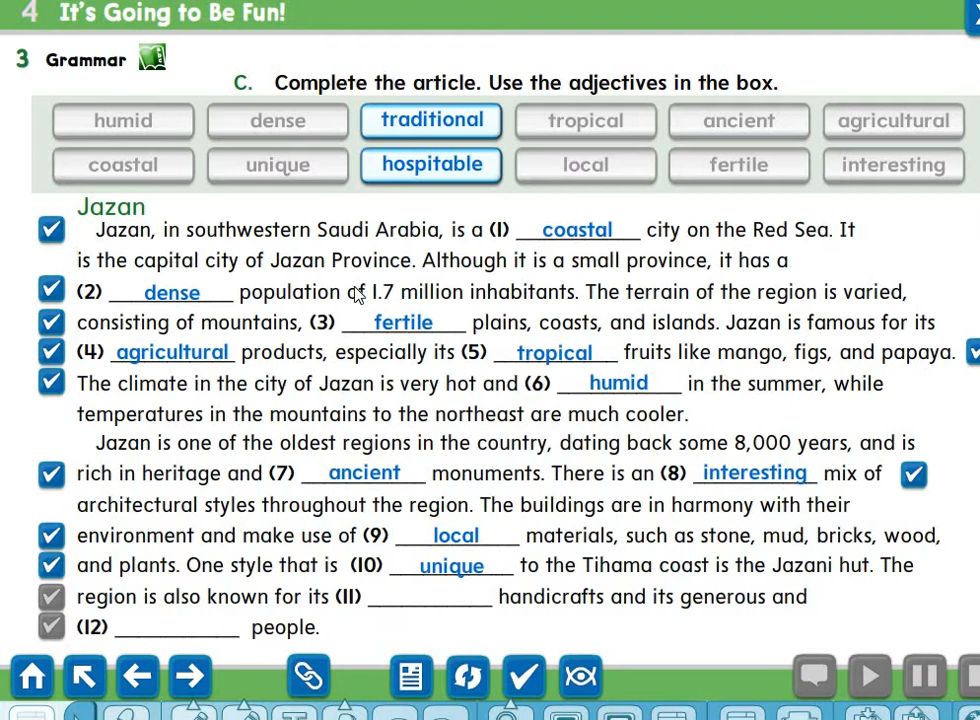 4 It's Going to Be Fun!
3 Grammar
C. Complete the article. Use the adjectives in the box.
humid dense traditional tropical ancient agricultural
coastal unique hospitable local fertile interesting
Jazan
Jazan, in southwestern Saudi Arabia, is a (1) coastal city on the Red Sea. It
is the capital city of Jazan Province. Although it is a small province, it has a
(2) dense population of 1.7 million inhabitants. The terrain of the region is varied,
consisting of mountains, (3) fertile plains, coasts, and islands. Jazan is famous for its
(4) agricultural products, especially its (5) tropical fruits like mango, figs, and papaya.
The climate in the city of Jazan is very hot and (6) humid in the summer, while
temperatures in the mountains to the northeast are much cooler.
Jazan is one of the oldest regions in the country, dating back some 8,000 years, and is
rich in heritage and (7) ancient monuments. There is an (8) interesting mix of
architectural styles throughout the region. The buildings are in harmony with their
environment and make use of (9) local materials, such as stone, mud, bricks, wood,
and plants. One style that is (10) unique to the Tihama coast is the Jazani hut. The
region is also known for its (11) ____________ handicrafts and its generous and
(12) ____________ people.